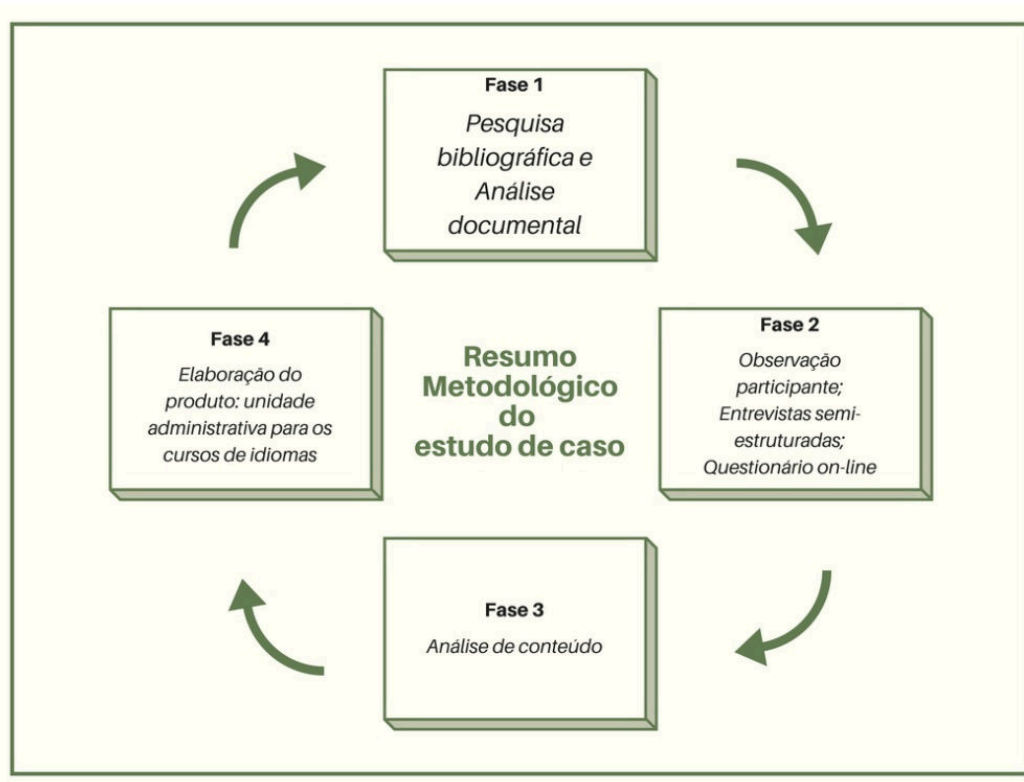 Fase 1
Pesquisa
bibliográfica e
Análise
documental
Fase 2
Observação
participante;
Entrevistas semi-
estruturadas;
Questionário on-line
Fase 3
Análise de conteúdo
Fase 4
Elaboração do
produto: unidade
administrativa para os
cursos de idiomas
Resumo
Metodológico
do
estudo de caso